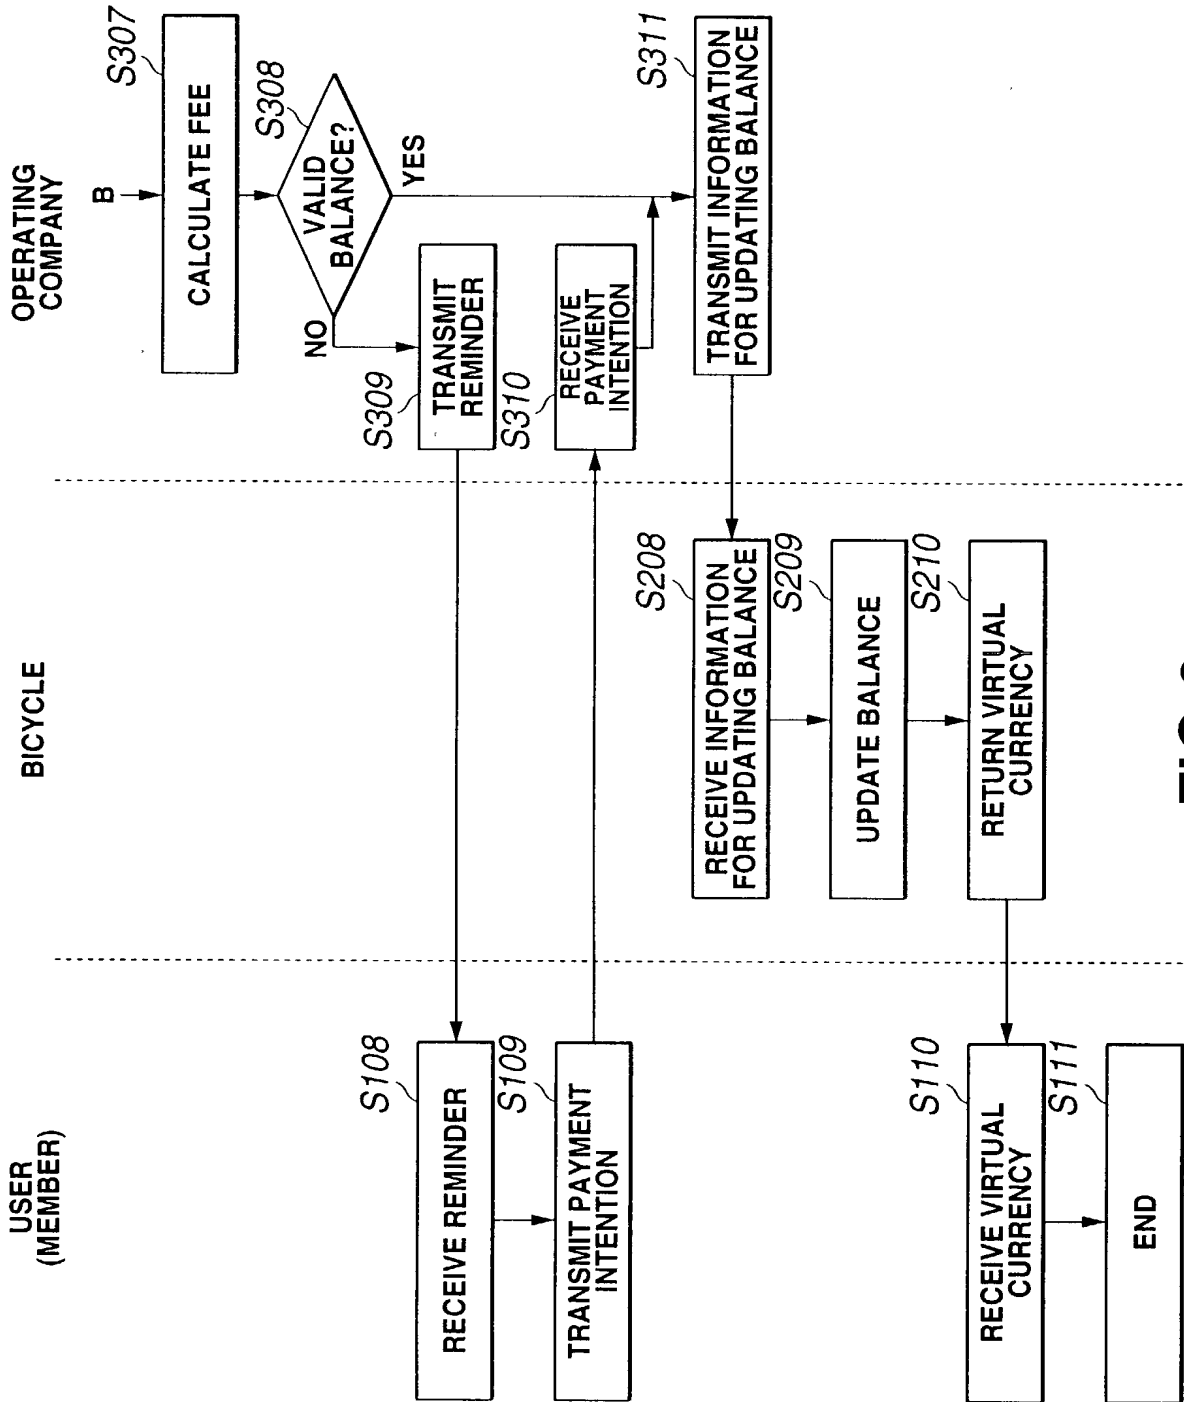 USER
(MEMBER)
BICYCLE
OPERATING
COMPANY
B
S307
CALCULATE FEE
S308
VALID
BALANCE?
NO
YES
S309
TRANSMIT
REMINDER
S108
RECEIVE REMINDER
S109
TRANSMIT PAYMENT
INTENTION
S310
RECEIVE
PAYMENT
INTENTION
S311
TRANSMIT INFORMATION
FOR UPDATING BALANCE
S208
RECEIVE INFORMATION
FOR UPDATING BALANCE
S209
UPDATE BALANCE
S210
RETURN VIRTUAL
CURRENCY
S110
RECEIVE VIRTUAL
CURRENCY
S111
END